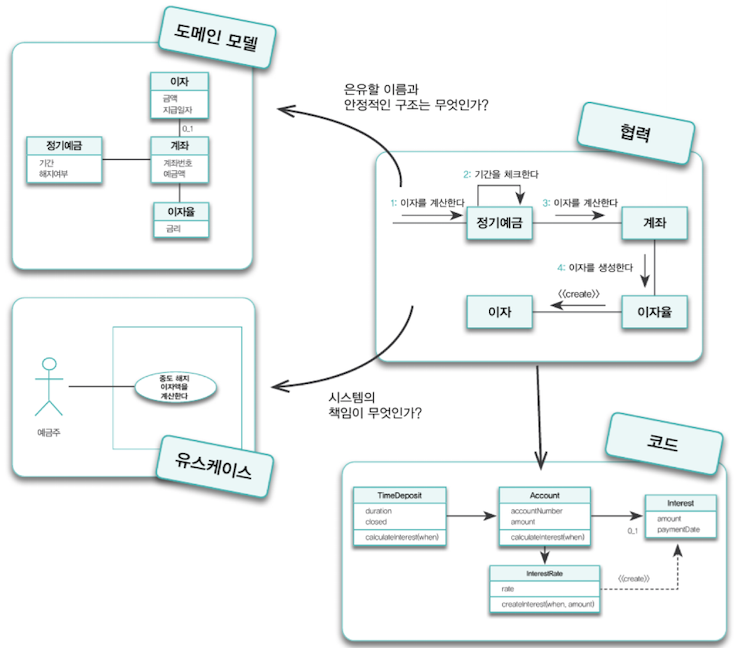 도메인 모델
이자
금액
지급일자
0..1
정기예금
기간
해지여부
계좌
계좌번호
예금액
이자율
금리
은유할 이름과
안정적인 구조는 무엇인가?
협력
1: 이자를 계산한다
2: 기간을 체크한다
정기예금
3: 이자를 계산한다
계좌
4: 이자를 생성한다
이자율
<<create>>
이자
예금주
중도 해지
이자액을
계산한다
유스케이스
시스템의
책임이 무엇인가?
코드
TimeDeposit
duration
closed
calculateInterest(when)
Account
accountNumber
amount
calculateInterest(when)
0..1
Interest
amount
paymentDate
InterestRate
rate
createInterest(when, amount)
<<create>>